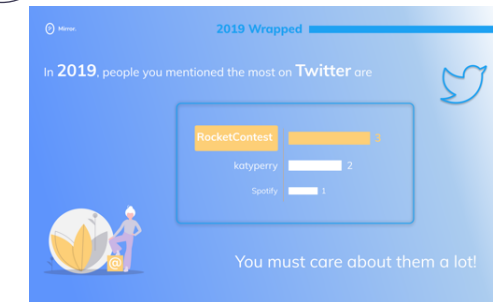 Mirror.
2019 Wrapped
In 2019, people you mentioned the most on Twitter are
RocketContest 3
katyperry 2
Spotify 1
@
You must care about them a lot!